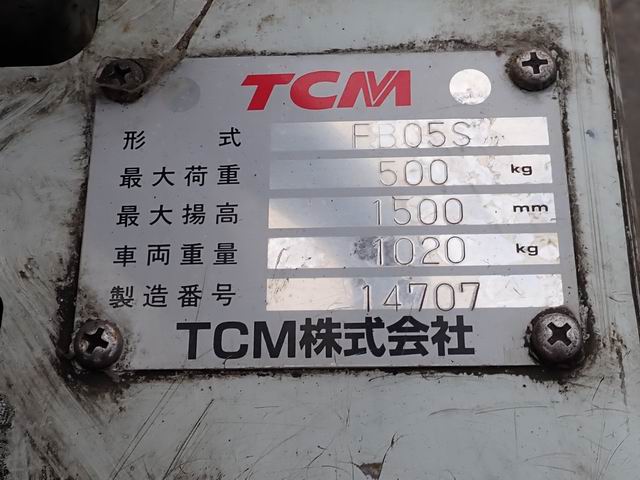 TCM
形 式 FB05S
最大荷重 500 kg
最大揚高 1500 mm
車両重量 1020 kg
製造番号 14707
TCM株式会社